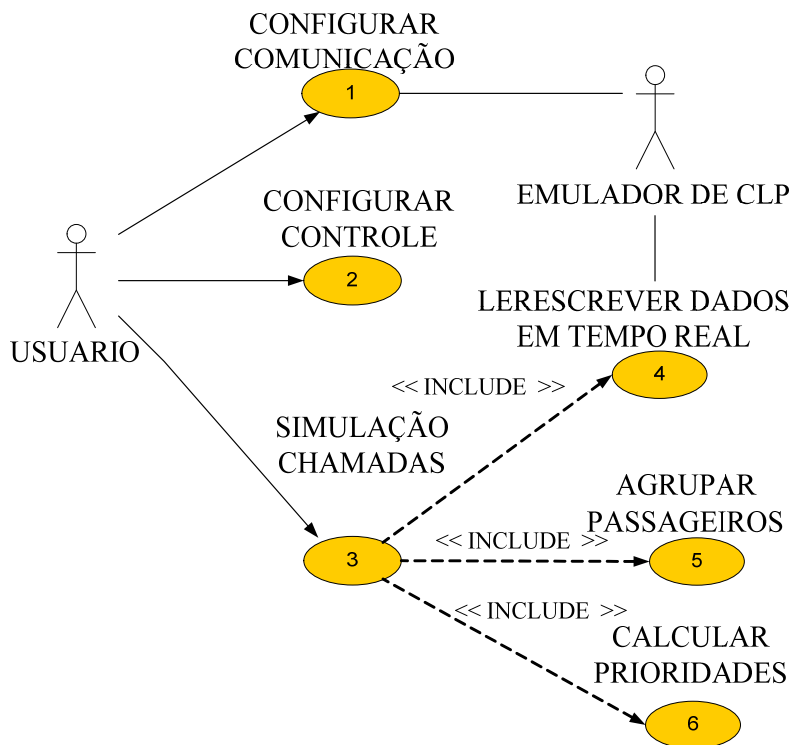 CONFIGURAR
COMUNICAÇÃO
1
EMULADOR DE CLP
CONFIGURAR
CONTROLE
2
USUARIO
LERESCREVER DADOS
EM TEMPO REAL
4
<< INCLUDE >>
SIMULAÇÃO
CHAMADAS
3
AGRUPAR
PASSAGEIROS
<< INCLUDE >>
5
<< INCLUDE >>
CALCULAR
PRIORIDADES
6